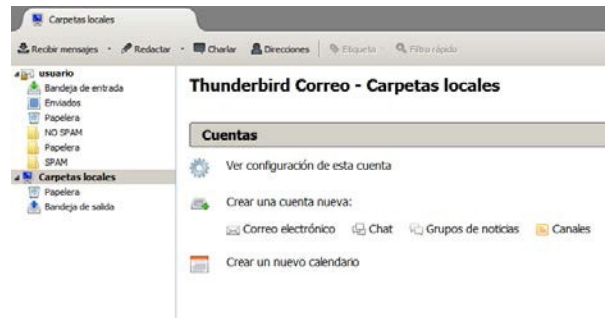 Carpetas locales
Recibir mensajes Redactar Charlar Direcciones Etiqueta Filtro rápido
usuario
Bandeja de entrada
Enviados
Papelera
NO SPAM
Papelera
SPAM
Carpetas locales
Papelera
Bandeja de salida
Thunderbird Correo - Carpetas locales
Cuentas
Ver configuración de esta cuenta
Crear una cuenta nueva:
Correo electrónico Chat Grupos de noticias Canales
Crear un nuevo calendario